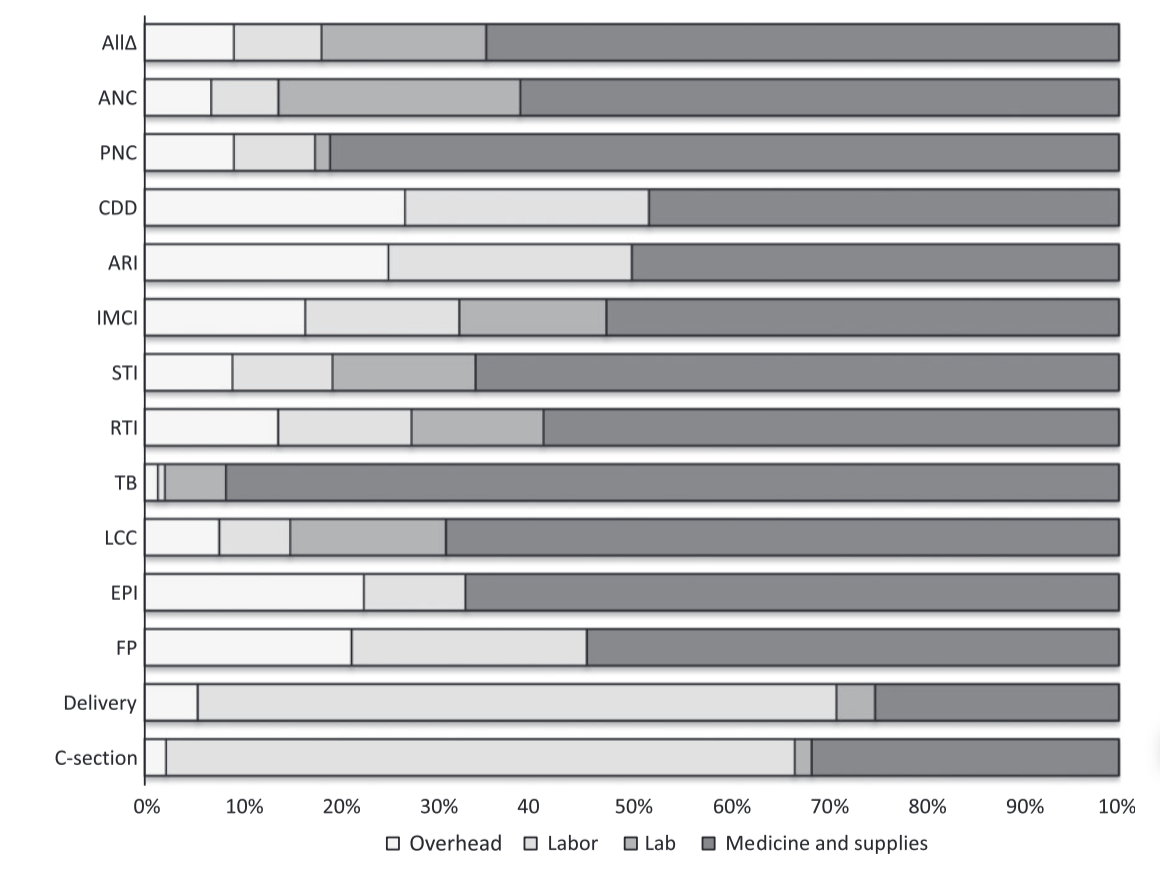 AllΔ
ANC
PNC
CDD
ARI
IMCI
STI
RTI
TB
LCC
EPI
FP
Delivery
C-section
0% 10% 20% 30% 40 50% 60% 70% 80% 90% 10%
Overhead Labor Lab Medicine and supplies